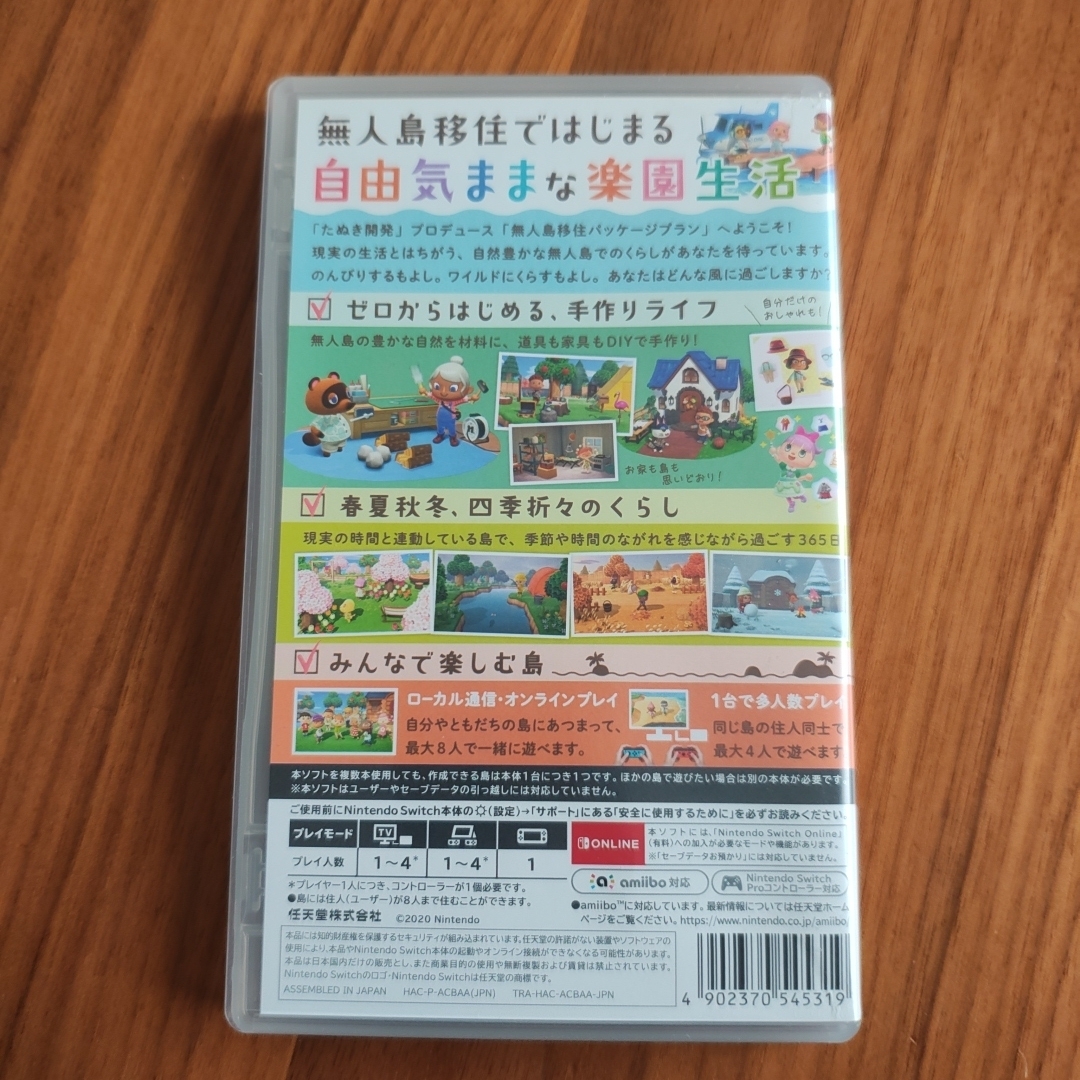 無人島移住ではじまる
自由気ままな楽園生活
「たぬき開発」プロデュース「無人島移住パッケージプラン」へようこそ!
現実の生活とはちがう、自然豊かな無人島でのくらしがあなたを待っています。
のんびりするもよし。ワイルドにくらすもよし。あなたはどんな風に過ごしますか?
ゼロからはじめる、手作りライフ
自分だけの
おしゃれも!
無人島の豊かな自然を材料に、道具も家具もDIYで手作り!
お家も島も
思いどおり!
春夏秋冬、四季折々のくらし
現実の時間と連動している島で、季節や時間のながれを感じながら過ごす365日
みんなで楽しむ島
ローカル通信・オンラインプレイ
自分やともだちの島にあつまって、
最大8人で一緒に遊べます。
1台で多人数プレイ
同じ島の住人同士で
最大4人で遊べます
本ソフトを複数本使用しても、作成できる島は本体1台につき1つです。ほかの島で遊びたい場合は別の本体が必要です
※本ソフトはユーザーやセーブデータの引っ越しには対応していません。
ご使用前にNintendo Switch本体の(設定)→「サポート」にある「安全に使用するために」を必ずお読みください。
プレイモード
TV
プレイ人数
1〜4*
1〜4*
1
*プレイヤー1人につき、コントローラーが1個必要です。
●島には住人(ユーザー)が8人まで住むことができます。
任天堂株式会社 ©2020 Nintendo
ONLINE
本ソフトには、「Nintendo Switch Online」
(有料)への加入が必要なモードや機能があります。
※「セーブデータお預かり」には対応していません。
amiibo 対応
Nintendo Switch
Proコントローラー対応
●amiibo™に対応しています。最新情報については任天堂ホーム
ページをご覧ください。https://www.nintendo.co.jp/amiibo
本品には知的財産権を保護するセキュリティが組み込まれています。任天堂の許諾がない装置やソフトウェアの
使用により、本品やNintendo Switch本体の起動やオンライン接続ができなくなる可能性があります。
本品は日本国内だけの販売とし、また商業目的の使用や無断複製および賃貸は禁止されています。
Nintendo Switchのロゴ・Nintendo Switchは任天堂の商標です。
ASSEMBLED IN JAPAN HAC-P-ACBAA(JPN) TRA-HAC-ACBAA-JPN
4 902370 545319